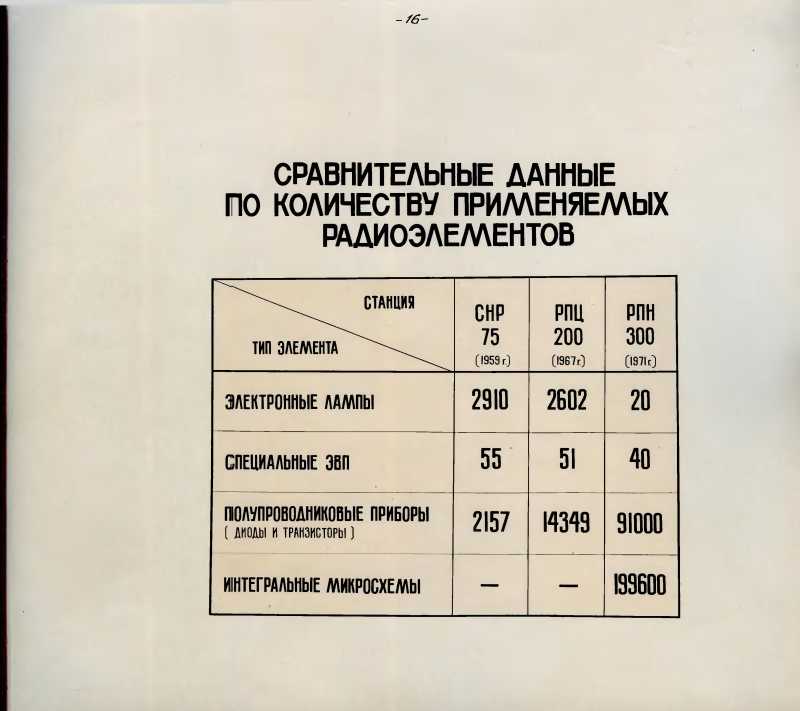 -16-
СРАВНИТЕЛЬНЫЕ ДАННЫЕ
ПО КОЛИЧЕСТВУ ПРИМЕНЯЕМЫХ
РАДИОЭЛЕМЕНТОВ
СТАНЦИЯ
ТИП ЭЛЕМЕНТА
СНР 75 (1959 г.)
РПЦ 200 (1967 г.)
РПН 300 (1971 г.)
ЭЛЕКТРОННЫЕ ЛАМПЫ 2910 2602 20
СПЕЦИАЛЬНЫЕ ЭВП 55 51 40
ПОЛУПРОВОДНИКОВЫЕ ПРИБОРЫ 2157 14349 91000
( ДИОДЫ И ТРАНЗИСТОРЫ )
ИНТЕГРАЛЬНЫЕ МИКРОСХЕМЫ — — 199600